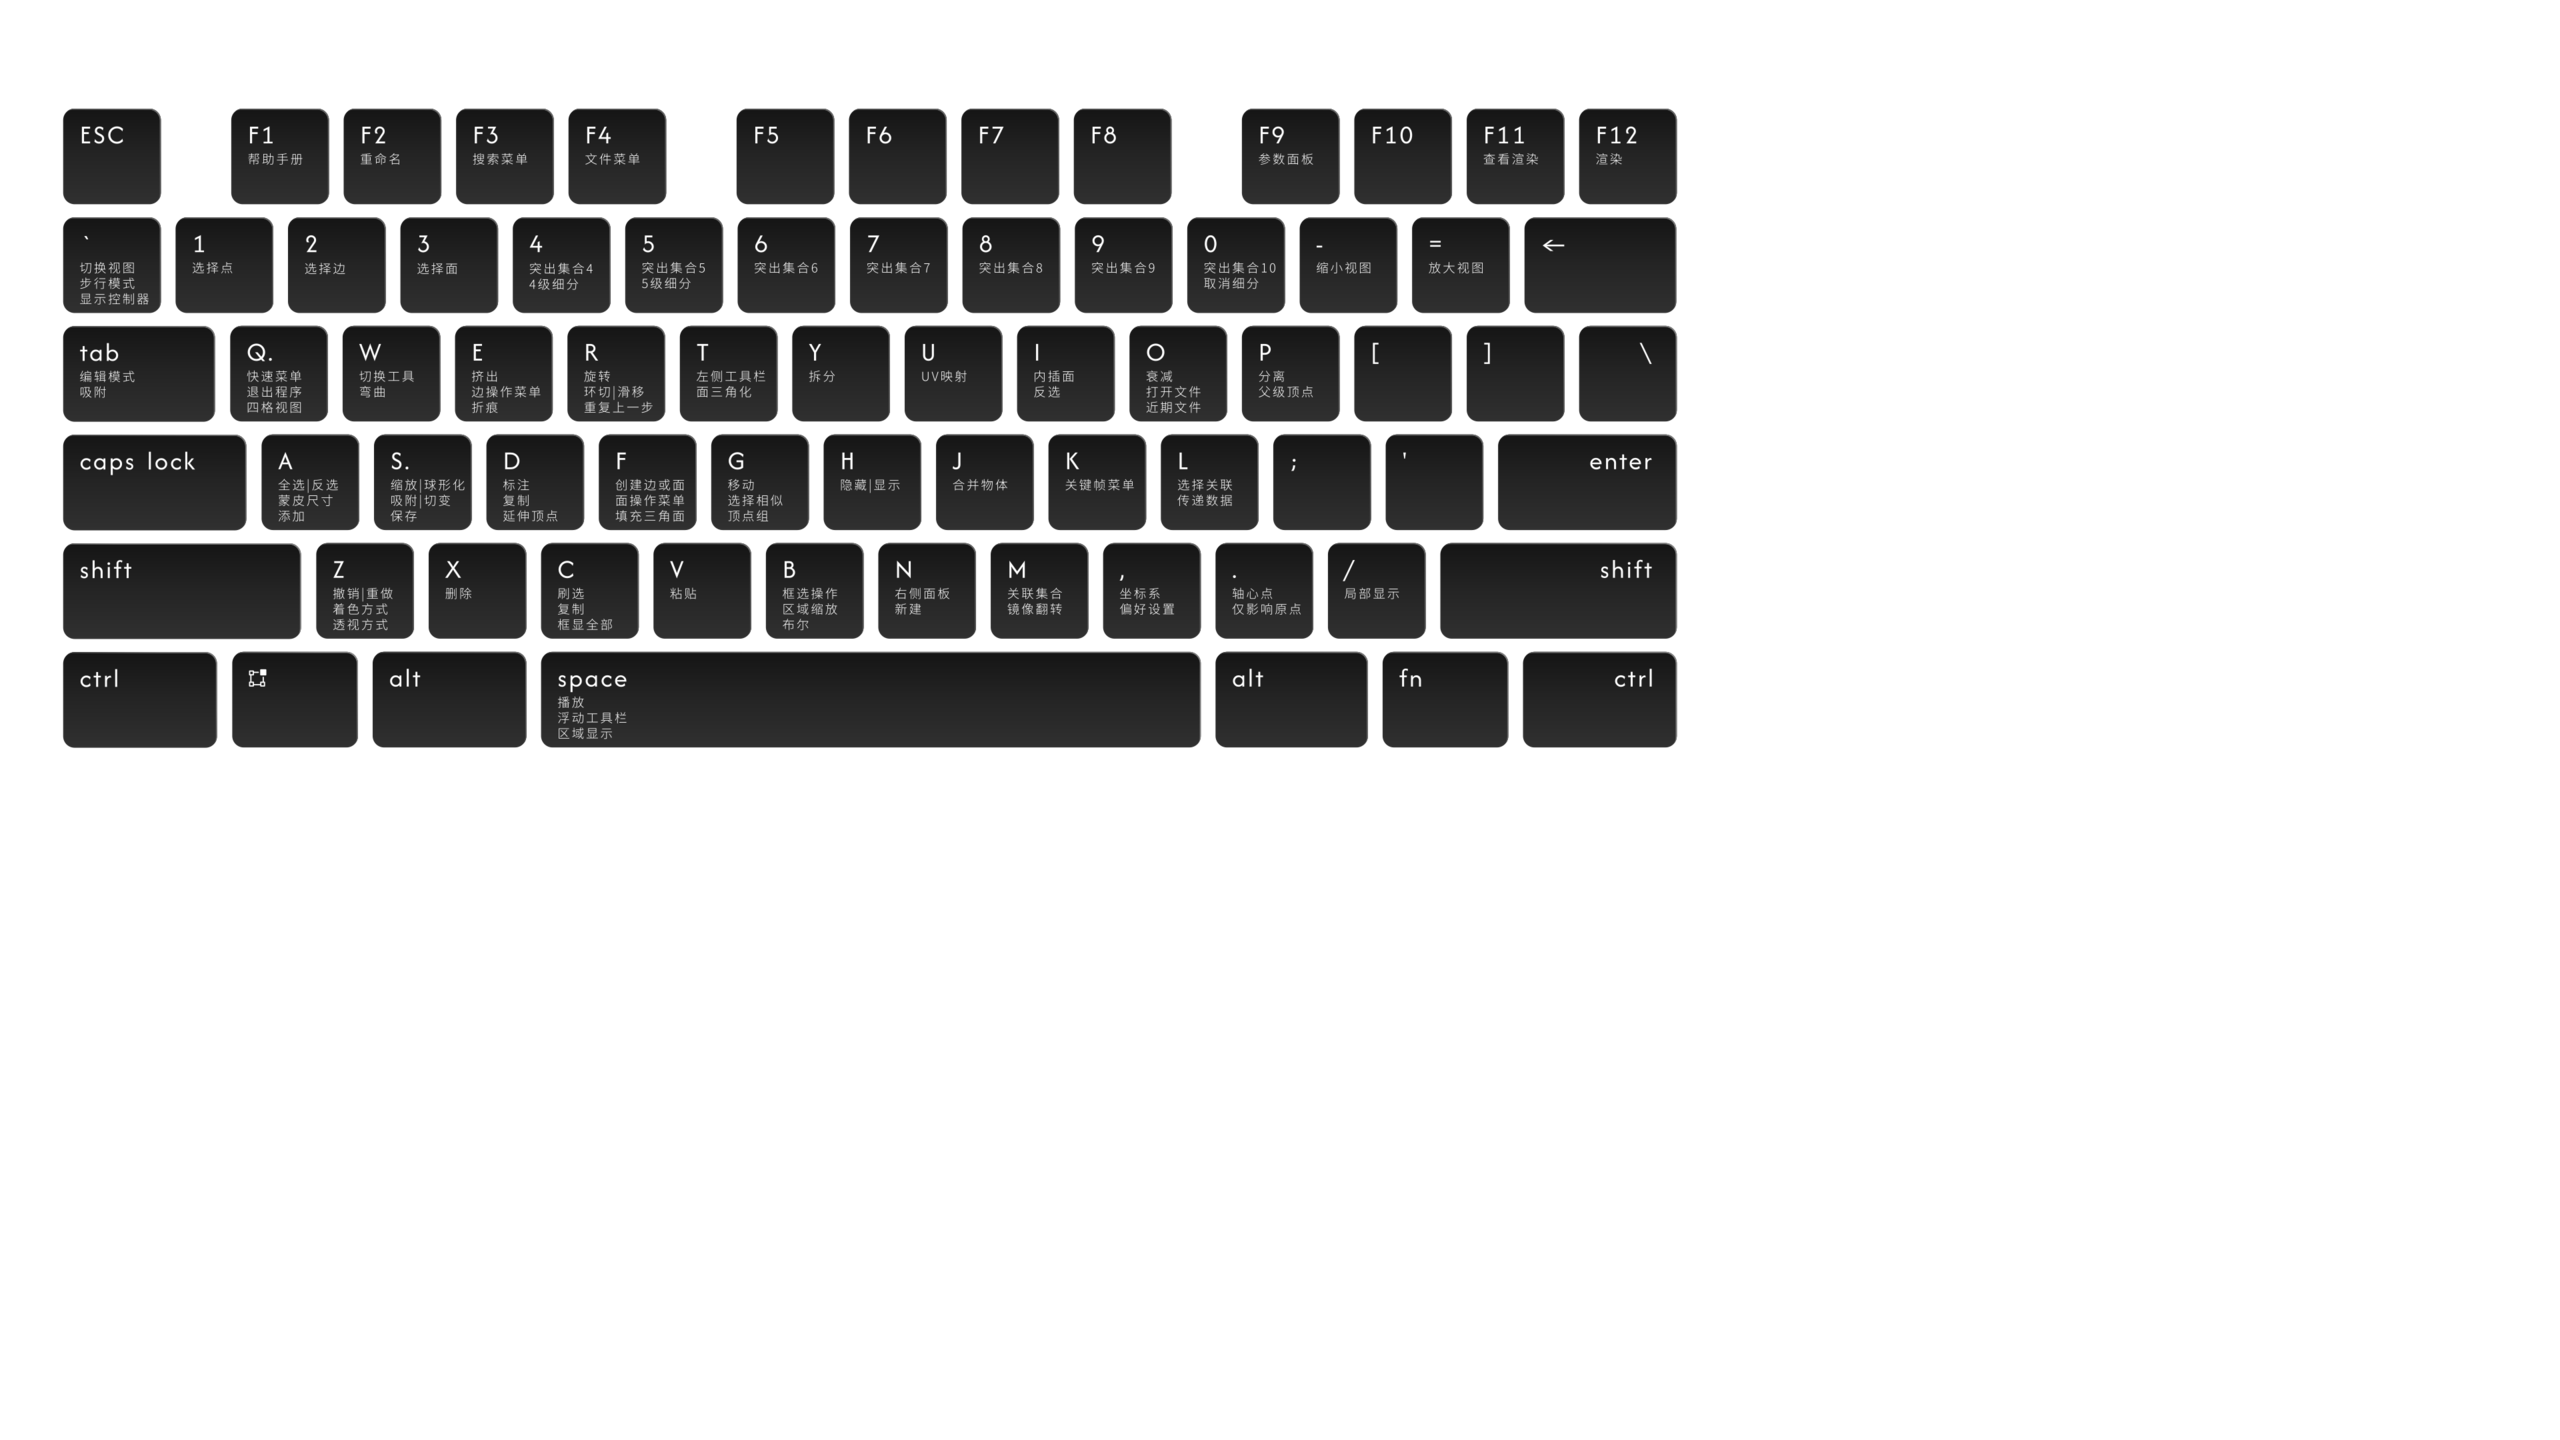 ESC
F1
帮助手册
F2
重命名
F3
搜索菜单
F4
文件菜单
F5
F6
F7
F8
F9
参数面板
F10
F11
查看渲染
F12
渲染
`
切换视图
步行模式
显示控制器
1
选择点
2
选择边
3
选择面
4
突出集合4
4级细分
5
突出集合5
5级细分
6
突出集合6
7
突出集合7
8
突出集合8
9
突出集合9
0
突出集合10
取消细分
-
缩小视图
=
放大视图
←
tab
编辑模式
吸附
Q.
快速菜单
退出程序
四格视图
W
切换工具
弯曲
E
挤出
边操作菜单
折痕
R
旋转
环切|滑移
重复上一步
T
左侧工具栏
面三角化
Y
拆分
U
UV映射
I
内插面
反选
O
衰减
打开文件
近期文件
P
分离
父级顶点
[
]
\
caps lock
A
全选|反选
蒙皮尺寸
添加
S.
缩放|球形化
吸附|切变
保存
D
标注
复制
延伸顶点
F
创建边或面
面操作菜单
填充三角面
G
移动
选择相似
顶点组
H
隐藏|显示
J
合并物体
K
关键帧菜单
L
选择关联
传递数据
;
'
enter
shift
Z
撤销|重做
着色方式
透视方式
X
删除
C
刷选
复制
框显全部
V
粘贴
B
框选操作
区域缩放
布尔
N
右侧面板
新建
M
关联集合
镜像翻转
,
坐标系
偏好设置
.
轴心点
仅影响原点
/
局部显示
shift
ctrl
alt
space
播放
浮动工具栏
区域显示
alt
fn
ctrl